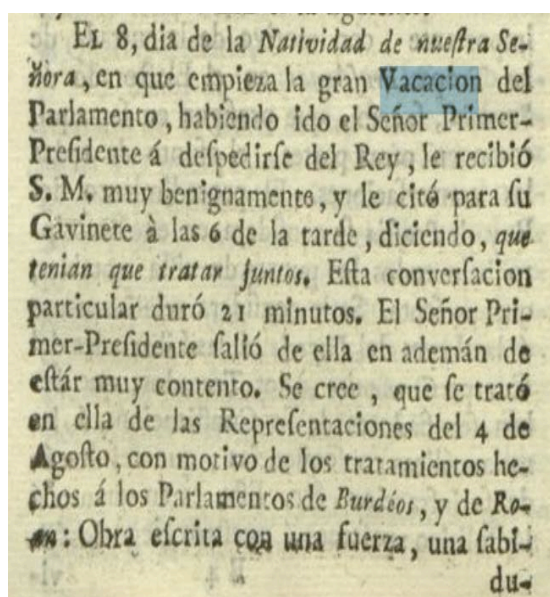 EL 8, dia de la Natividad de nueſtra Se-
ñora, en que empieza la gran Vacacion del
Parlamento, habiendo ido el Señor Primer-
Preſidente á deſpedirſe del Rey, le recibió
S. M. muy benignamente, y le citó para ſu
Gavinete à las 6 de la tarde, diciendo, que
tenian que tratar juntos. Eſta converſacion
particular duró 21 minutos. El Señor Pri-
mer-Preſidente ſalió de ella en ademán de
eſtár muy contento. Se cree, que ſe trató
en ella de las Repreſentaciones del 4 de
Agoſto, con motivo de los tratamientos he-
chos á los Parlamentos de Burdéos, y de Ro-
an: Obra eſcrita con una fuerza, una ſabi-
du-